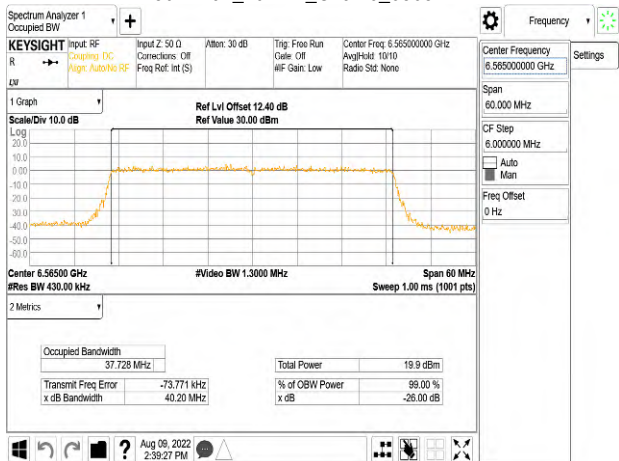 Spectrum Analyzer 1
Occupied BW
Frequency
KEYSIGHT
R
Input: RF
Coupling: DC
Align: Auto/No RF
Input Z: 50 Ω
Corrections: Off
Freq Ref: Int (S)
Atten: 30 dB
Trig: Free Run
Gate: Off
#IF Gain: Low
Center Freq: 6.565000000 GHz
Avg|Hold: 10/10
Radio Std: None
Center Frequency
6.565000000 GHz
Settings
Span
60.000 MHz
CF Step
6.000000 MHz
Auto
Man
Freq Offset
0 Hz
1 Graph
Ref Lvl Offset 12.40 dB
Scale/Div 10.0 dB
Ref Value 30.00 dBm
Log
20.0
10.0
0.00
-10.0
-20.0
-30.0
-40.0
-50.0
-60.0
Center 6.56500 GHz
#Video BW 1.3000 MHz
Span 60 MHz
#Res BW 430.00 kHz
Sweep 1.00 ms (1001 pts)
2 Metrics
Occupied Bandwidth
37.728 MHz
Total Power 19.9 dBm
Transmit Freq Error -73.771 kHz
% of OBW Power 99.00 %
x dB Bandwidth 40.20 MHz
x dB -26.00 dB
?
Aug 09, 2022
2:39:27 PM